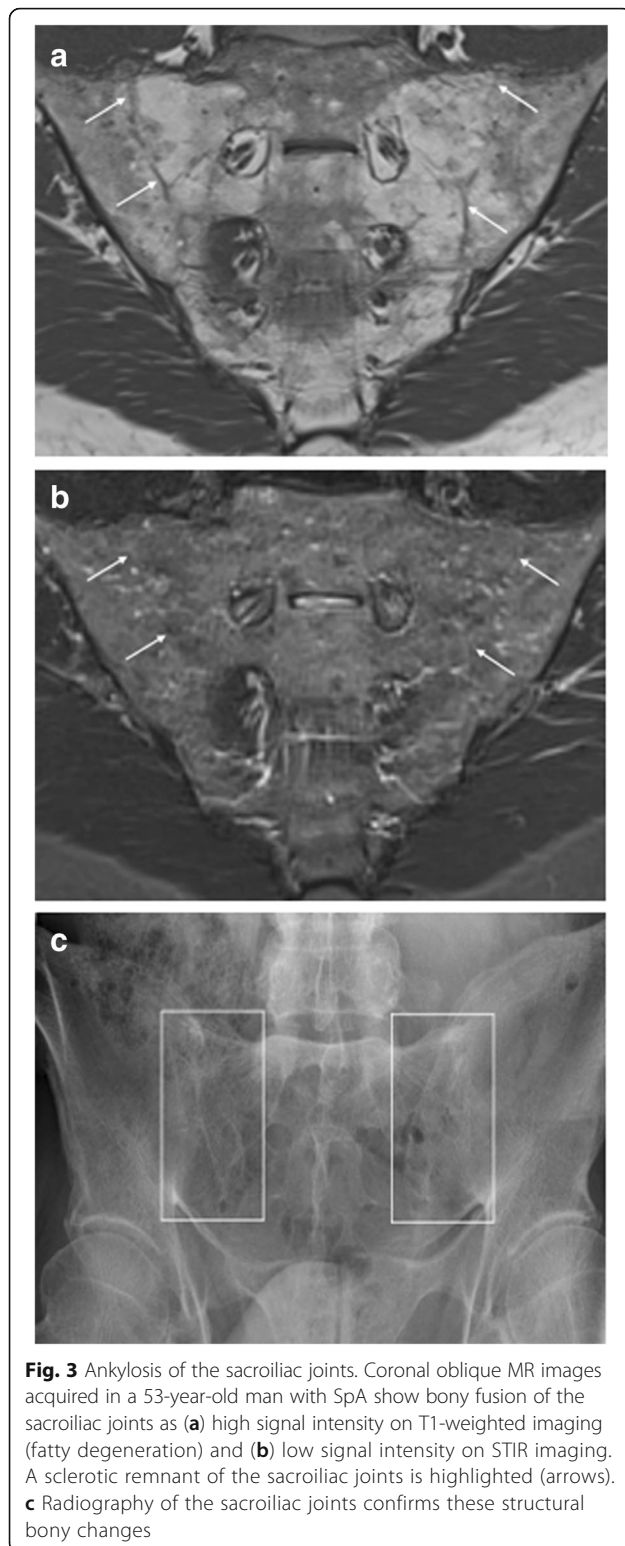 a
b
c
Fig. 3 Ankylosis of the sacroiliac joints. Coronal oblique MR images
acquired in a 53-year-old man with SpA show bony fusion of the
sacroiliac joints as (a) high signal intensity on T1-weighted imaging
(fatty degeneration) and (b) low signal intensity on STIR imaging.
A sclerotic remnant of the sacroiliac joints is highlighted (arrows).
c Radiography of the sacroiliac joints confirms these structural
bony changes